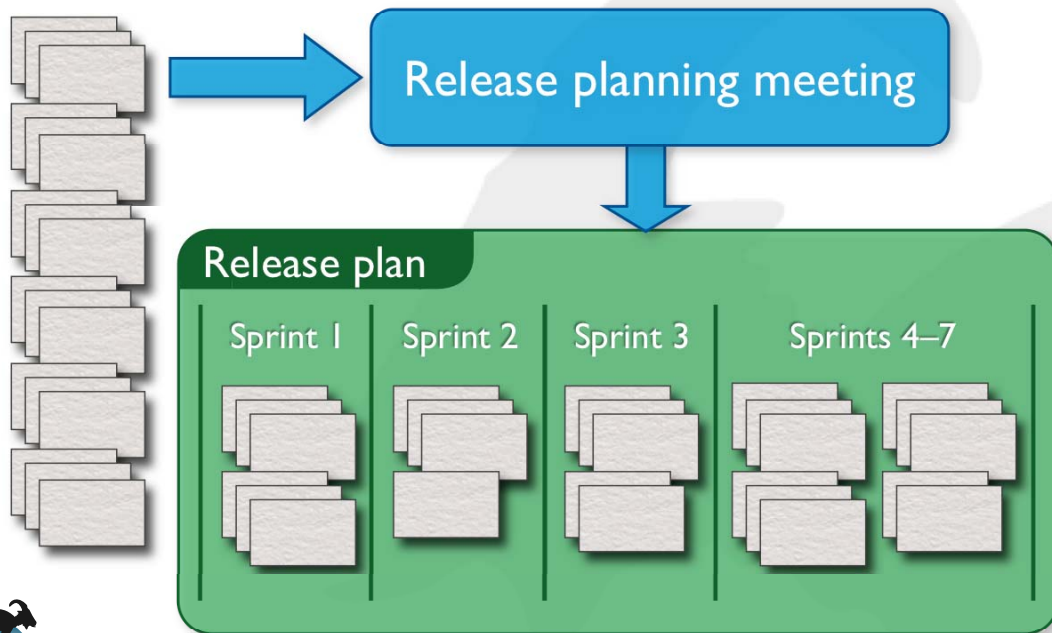 Release planning meeting
Release plan
Sprint 1
Sprint 2
Sprint 3
Sprints 4–7